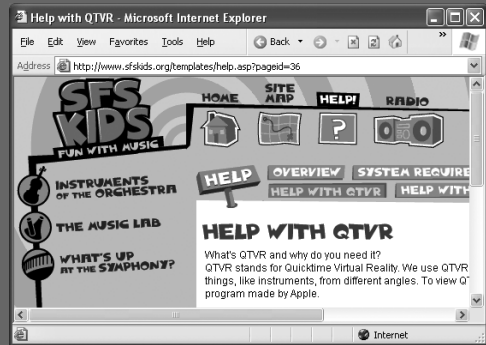 Help with QTVR - Microsoft Internet Explorer
File Edit View Favorites Tools Help Back »
Address http://www.sfskids.org/templates/help.asp?pageid=36
SFS KIDS
FUN WITH MUSIC
HOME SITE MAP HELP! RADIO
?
INSTRUMENTS OF THE ORCHESTRA
THE MUSIC LAB
WHAT'S UP AT THE SYMPHONY?
HELP OVERVIEW SYSTEM REQUIRE
HELP WITH QTVR HELP WITH
HELP WITH QTVR
What's QTVR and why do you need it?
QTVR stands for Quicktime Virtual Reality. We use QTVR
things, like instruments, from different angles. To view QT
program made by Apple.
Internet